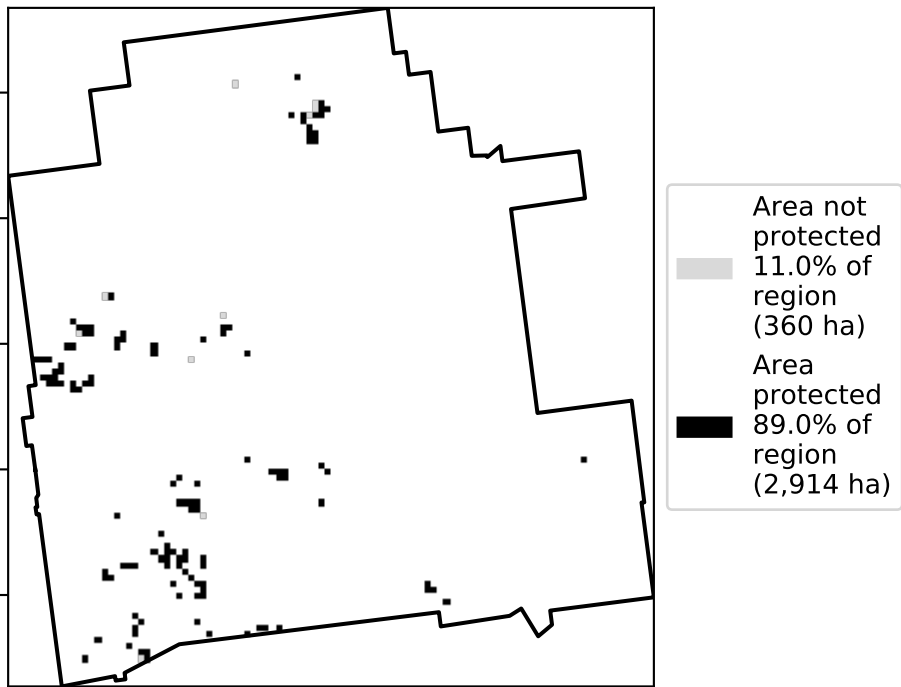 Area not
protected
11.0% of
region
(360 ha)
Area
protected
89.0% of
region
(2,914 ha)